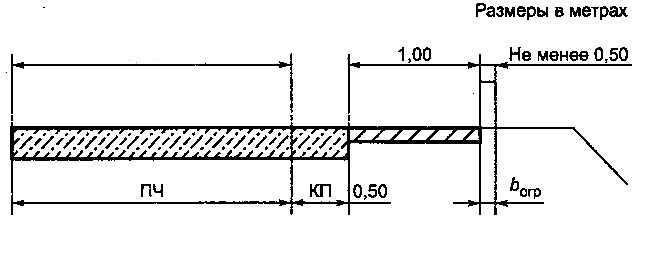 Размеры в метрах
1,00 Не менее 0,50
ПЧ КП 0,50 bогр